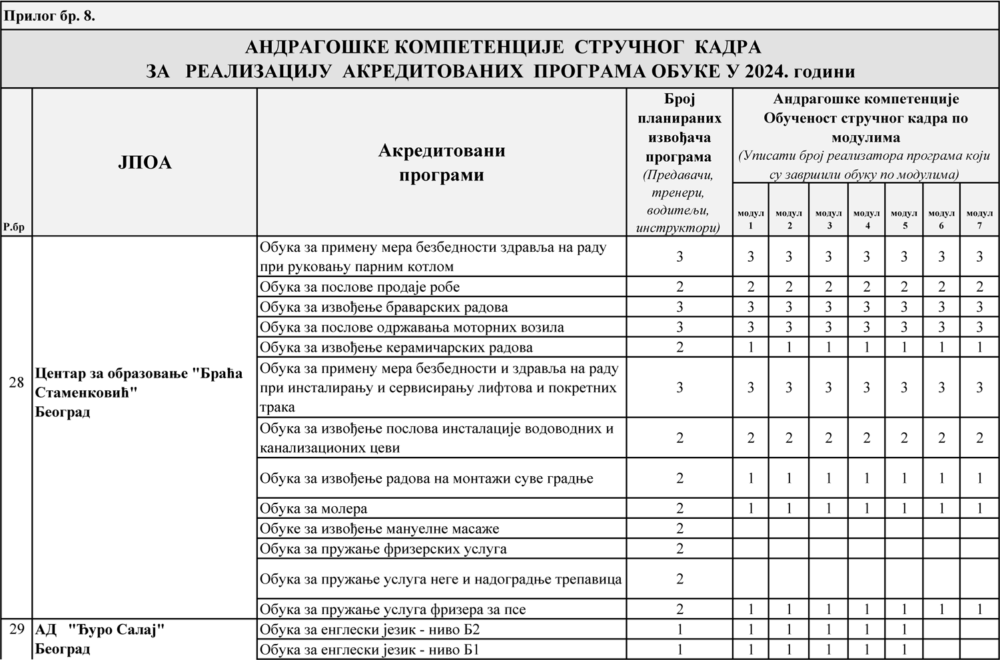 Прилог бр. 8.
АНДРАГОШКЕ КОМПЕТЕНЦИЈЕ СТРУЧНОГ КАДРА
ЗА РЕАЛИЗАЦИЈУ АКРЕДИТОВАНИХ ПРОГРАМА ОБУКЕ У 2024. години
Р.бр
ЈПОА
Акредитовани
програми
Број
планираних
извођача
програма
(Предавачи,
тренери,
водитељи,
инструктори)
Андрагошке компетенције
Обученост стручног кадра по
модулима
(Уписати број реализатора програма који
су завршили обуку по модулима)
модул 1 модул 2 модул 3 модул 4 модул 5 модул 6 модул 7
28
Центар за образовање "Браћа
Стаменковић"
Београд
Обука за примену мера безбедности здравља на раду
при руковању парним котлом
3 3 3 3 3 3 3 3
Обука за послове продаје робе 2 2 2 2 2 2 2 2
Обука за извођење браварских радова 3 3 3 3 3 3 3 3
Обука за послове одржавања моторних возила 3 3 3 3 3 3 3 3
Обука за извођење керамичарских радова 2 1 1 1 1 1 1 1
Обука за примену мера безбедности и здравља на раду
при инсталирању и сервисирању лифтова и покретних
трака
3 3 3 3 3 3 3 3
Обука за извођење послова инсталације водоводних и
канализационих цеви
2 2 2 2 2 2 2 2
Обука за извођење радова на монтажи суве градње 2 1 1 1 1 1 1 1
Обука за молера 2 1 1 1 1 1 1 1
Обуке за извођење мануелне масаже 2
Обука за пружање фризерских услуга 2
Обука за пружање услуга неге и надоградње трепавица 2
Обука за пружање услуга фризера за псе 2 1 1 1 1 1 1 1
29
АД "Ђуро Салај"
Београд
Обука за енглески језик - ниво Б2 1 1 1 1 1 1
Обука за енглески језик - ниво Б1 1 1 1 1 1 1